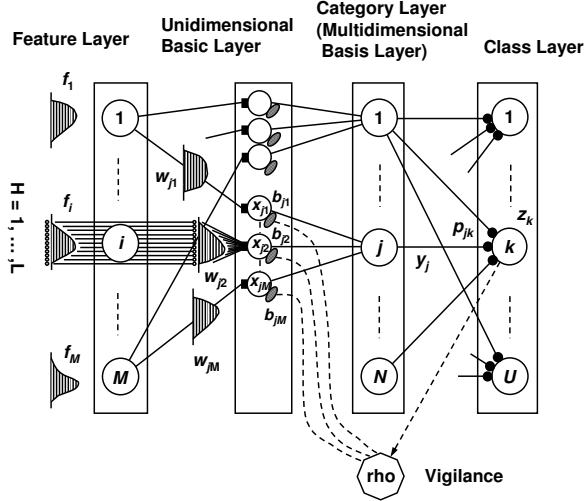 Feature Layer
Unidimensional
Basic Layer
Category Layer
(Multidimensional
Basis Layer)
Class Layer
f1
1
1
1
wj1
H = 1, ... , L
fi
i
xj1
bj1
xj2
bj2
wj2
xjM
bjM
j
yj
pjk
zk
k
fM
M
wjM
N
U
rho
Vigilance